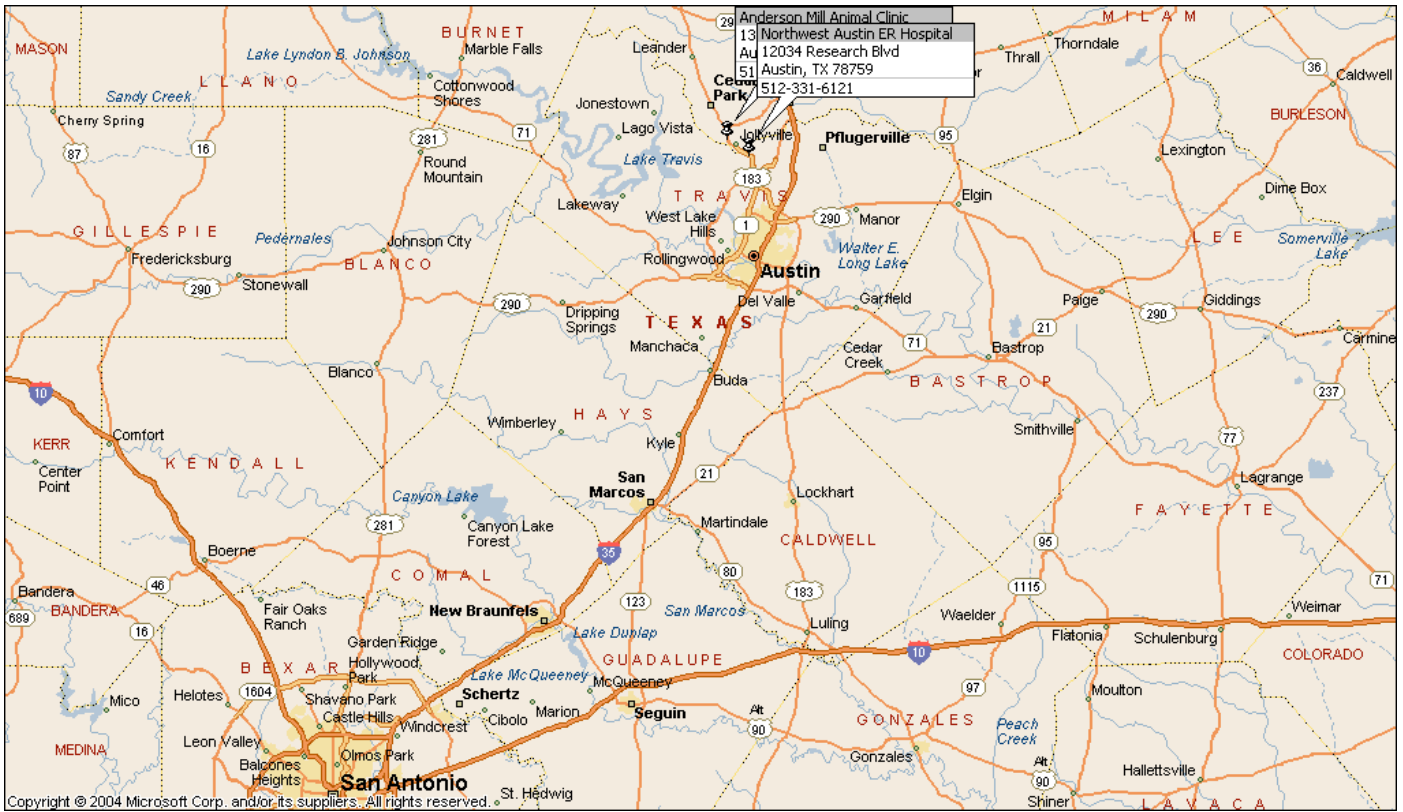 Anderson Mill Animal Clinic
29
MILAM
13
Northwest Austin ER Hospital
Au
12034 Research Blvd
51
Austin, TX 78759
512-331-6121
MASON
BURNET
Marble Falls
Leander
Thrall
Thorndale
Lake Lyndon B. Johnson
LLANO
Cottonwood
Shores
Cedar
Park
36
Caldwell
Sandy Creek
Cherry Spring
Jonestown
Lago Vista
Jollyville
Pflugerville
BURLESON
87
16
281
71
95
Lexington
Round
Mountain
Lake Travis
183
TRAVIS
Lakeway
Elgin
Dime Box
West Lake
Hills
1
290
Manor
GILLESPIE
Pedernales
Johnson City
BLANCO
Rollingwood
Walter E.
Long Lake
LEE
Somerville
Lake
Fredericksburg
Austin
290
Stonewall
290
Dripping
Springs
Del Valle
Garfield
Paige
290
Giddings
TEXAS
21
Manchaca
Cedar
Creek
71
Bastrop
Carmine
Blanco
Buda
BASTROP
10
237
HAYS
Wimberley
Kyle
Smithville
77
KERR
Comfort
Center
Point
KENDALL
San
Marcos
21
Lagrange
Canyon Lake
Lockhart
281
Canyon Lake
Forest
Martindale
FAYETTE
CALDWELL
95
Boerne
35
COMAL
80
71
46
Bandera
BANDERA
689
Fair Oaks
Ranch
123
183
1115
New Braunfels
San Marcos
Waelder
Weimar
16
Garden Ridge
Lake Dunlap
Luling
Flatonia
Schulenburg
10
BEXAR
Hollywood
Park
GUADALUPE
COLORADO
Lake McQueeney
McQueeney
97
Mico
Helotes
1604
Shavano Park
Schertz
Moulton
Castle Hills
Windcrest
Cibolo
Marion
Seguin
Alt
90
GONZALES
Peach
Creek
MEDINA
Leon Valley
Olmos Park
Balcones
Heights
Gonzales
Alt
90
Hallettsville
San Antonio
St. Hedwig
Shiner
LAVACA
Copyright © 2004 Microsoft Corp. and/or its suppliers. All rights reserved.